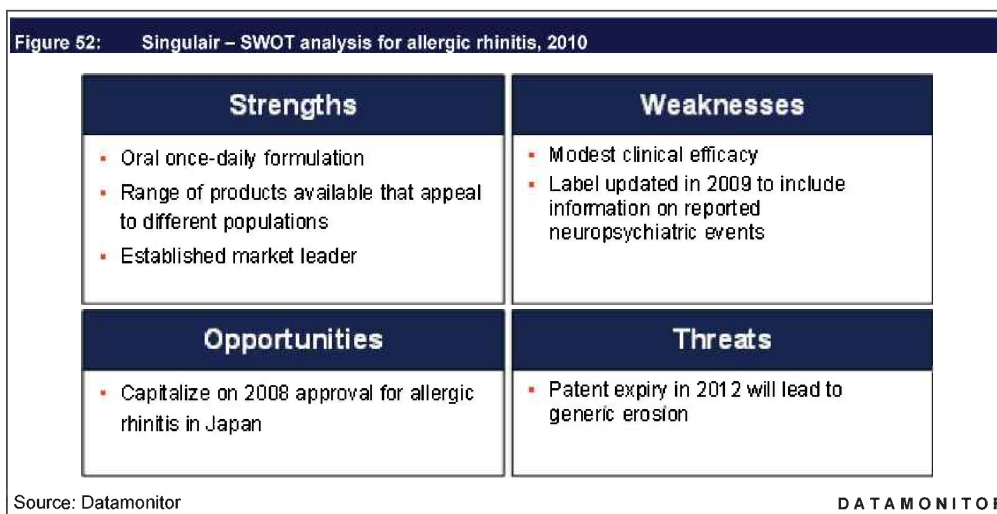 Figure 52: Singulair – SWOT analysis for allergic rhinitis, 2010
Strengths
▪ Oral once-daily formulation
▪ Range of products available that appeal
to different populations
▪ Established market leader
Weaknesses
▪ Modest clinical efficacy
▪ Label updated in 2009 to include
information on reported
neuropsychiatric events
Opportunities
▪ Capitalize on 2008 approval for allergic
rhinitis in Japan
Threats
▪ Patent expiry in 2012 will lead to
generic erosion
Source: Datamonitor
DATAMONITOR